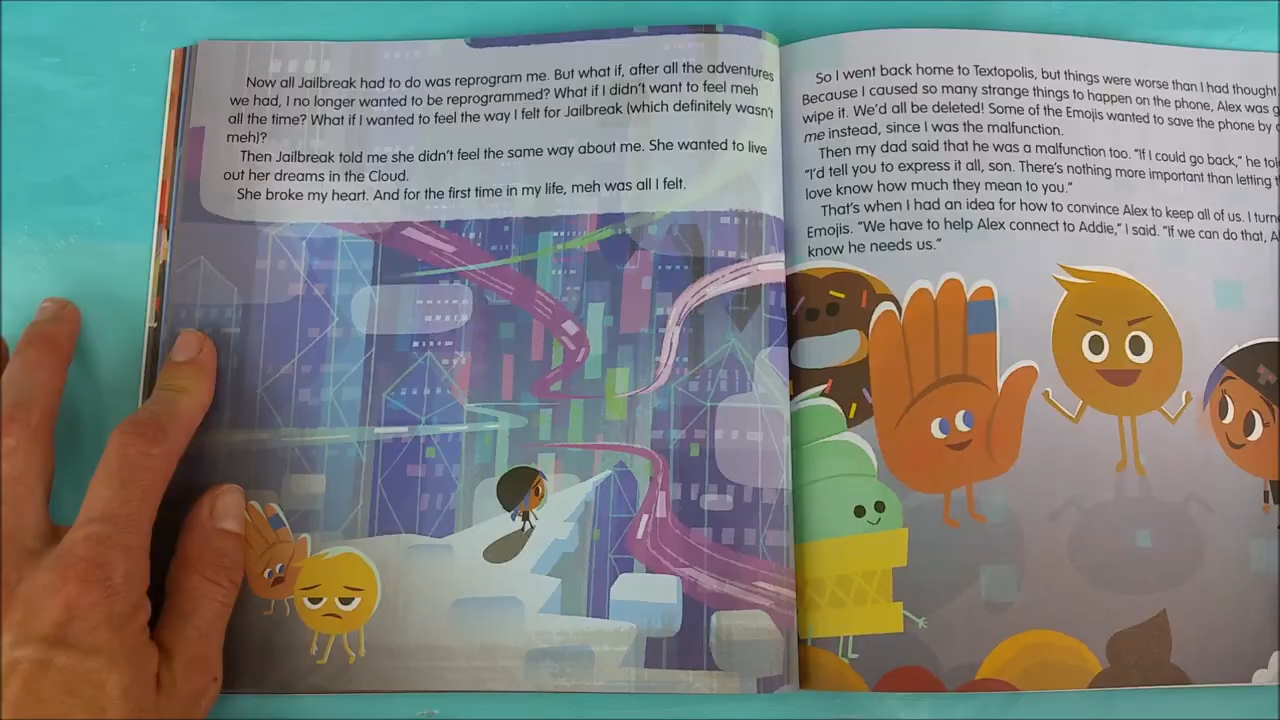 Now all Jailbreak had to do was reprogram me. But what if, after all the adventures
we had, I no longer wanted to be reprogrammed? What if I didn't want to feel meh
all the time? What if I wanted to feel the way I felt for Jailbreak (which definitely wasn't
meh)?
Then Jailbreak told me she didn't feel the same way about me. She wanted to live
out her dreams in the Cloud.
She broke my heart. And for the first time in my life, meh was all I felt.
So I went back home to Textopolis, but things were worse than I had thought.
Because I caused so many strange things to happen on the phone, Alex was
wipe it. We'd all be deleted! Some of the Emojis wanted to save the phone by
me instead, since I was the malfunction.
Then my dad said that he was a malfunction too. "If I could go back," he
"I'd tell you to express it all, son. There's nothing more important than letting
love know how much they mean to you."
That's when I had an idea for how to convince Alex to keep all of us. I
Emojis. "We have to help Alex connect to Addie," I said. "If we can do that,
know he needs us."